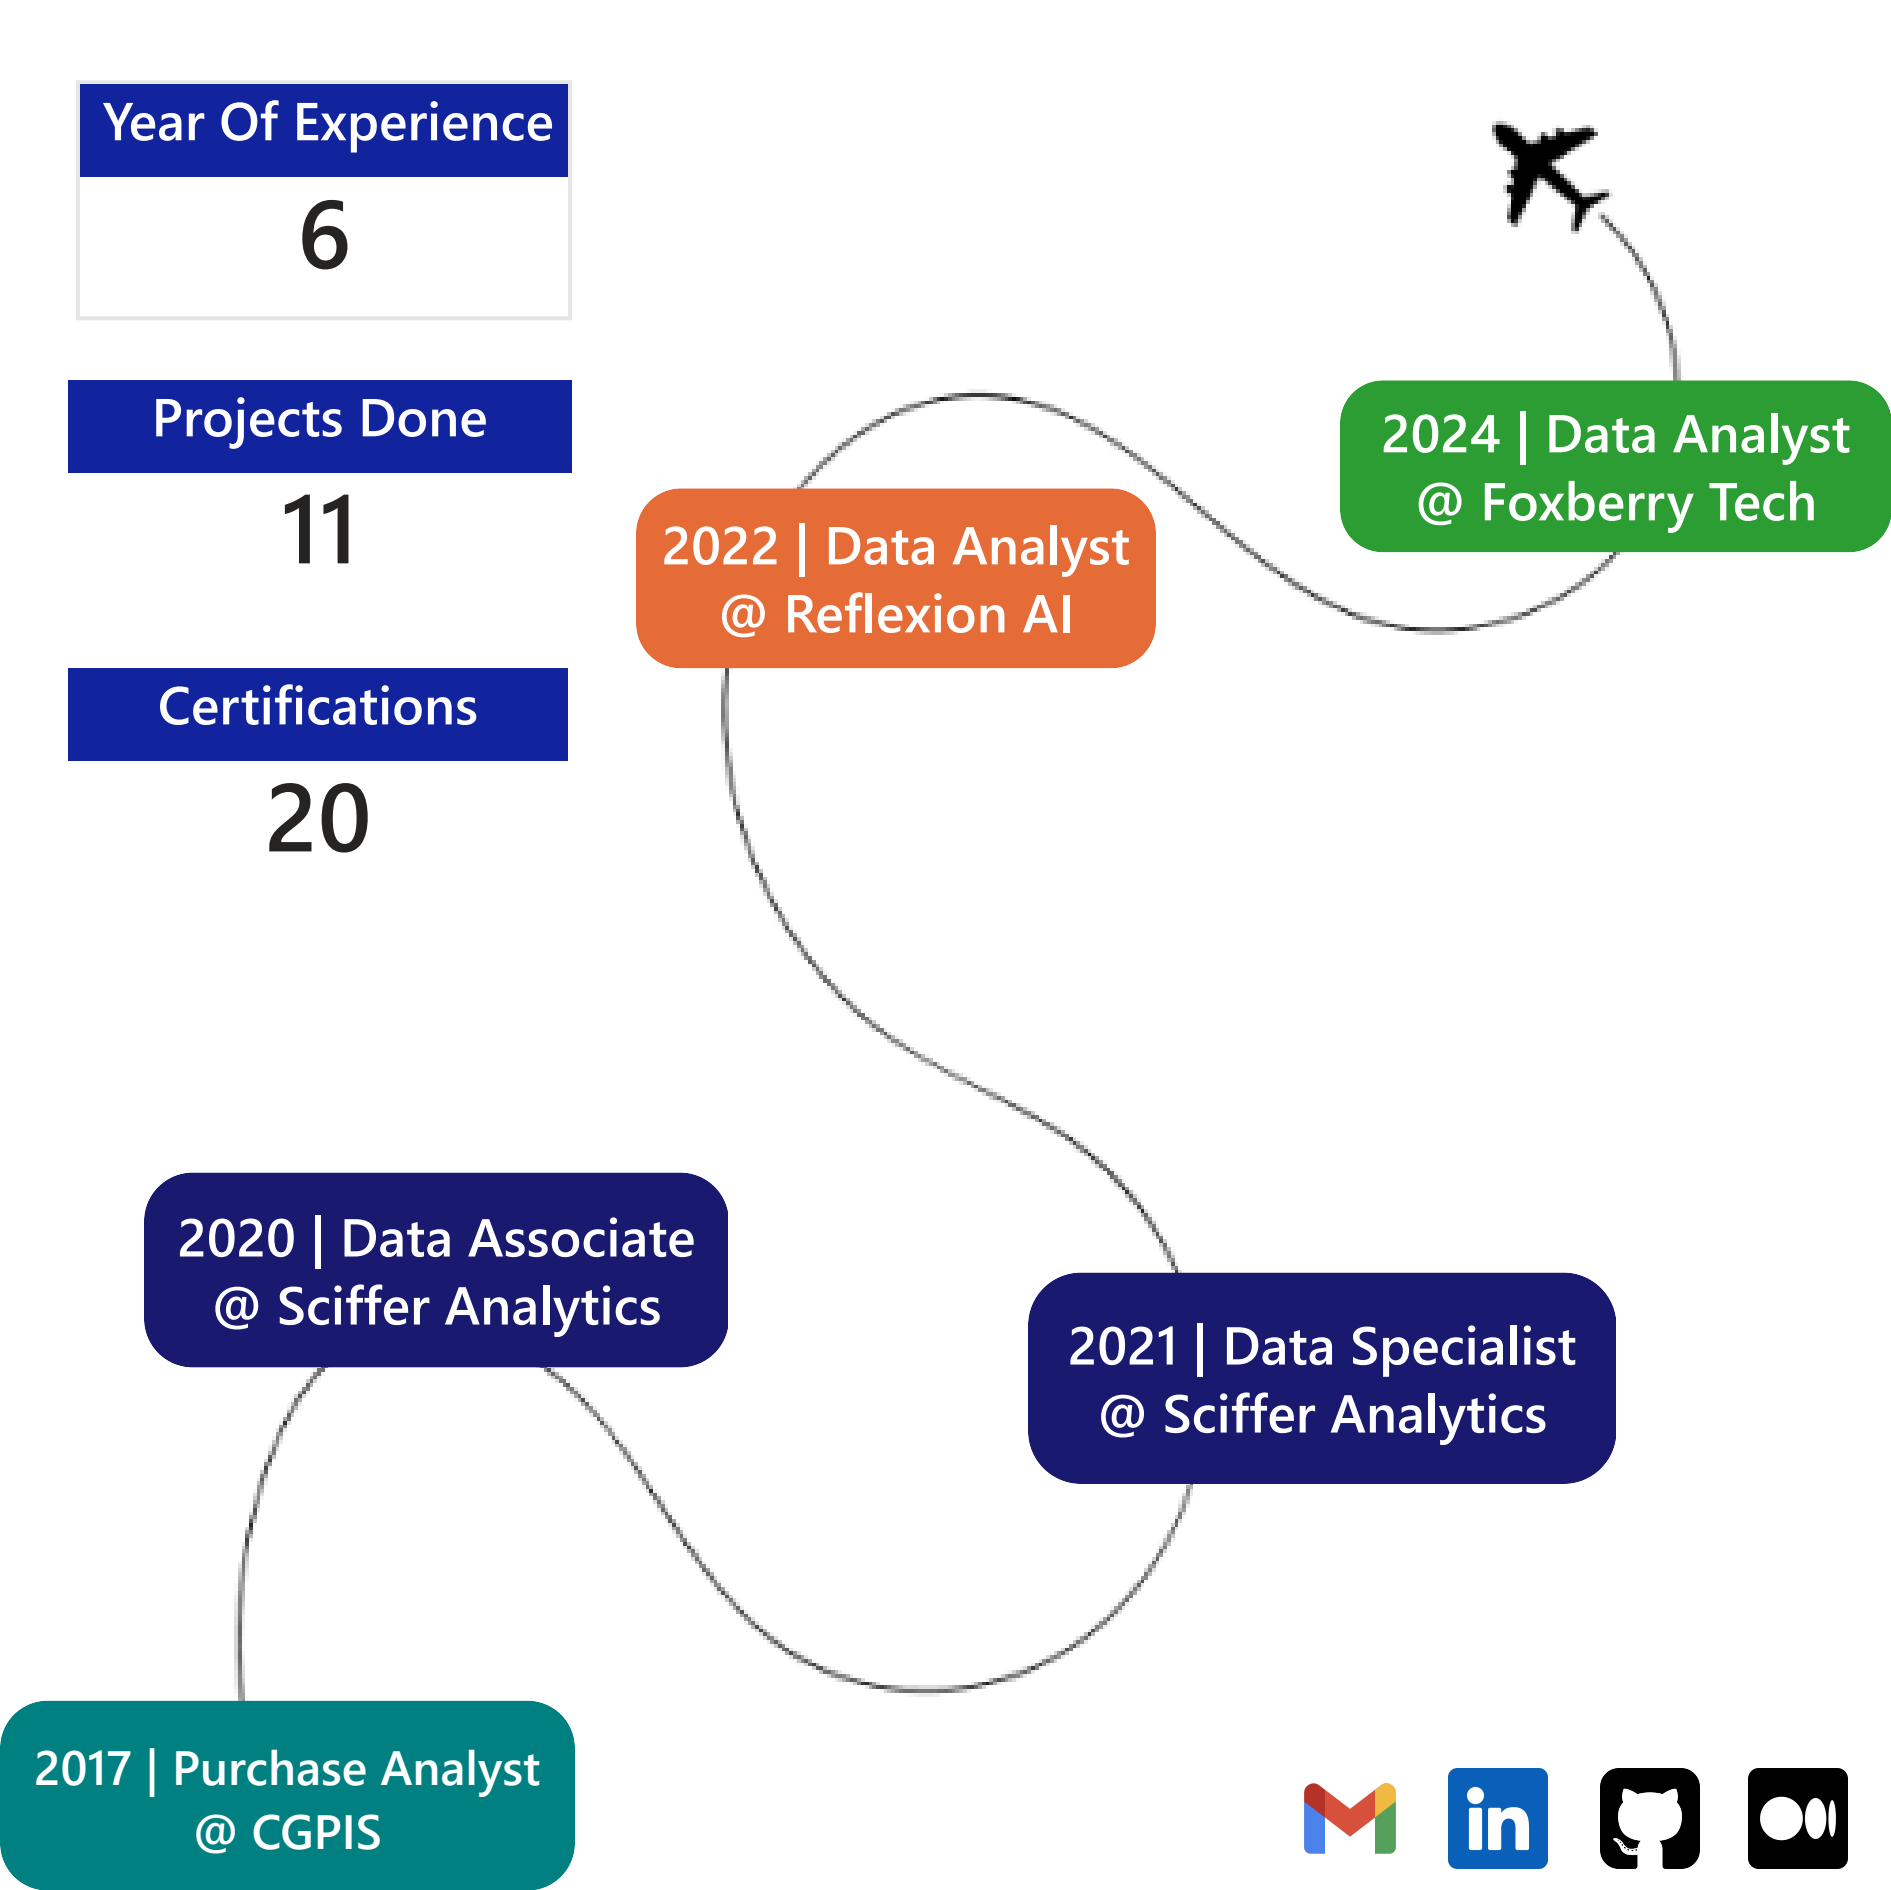 Year Of Experience
6
Projects Done
11
Certifications
20
2024 | Data Analyst
@ Foxberry Tech
2022 | Data Analyst
@ Reflexion AI
2020 | Data Associate
@ Sciffer Analytics
2021 | Data Specialist
@ Sciffer Analytics
2017 | Purchase Analyst
@ CGPIS
in